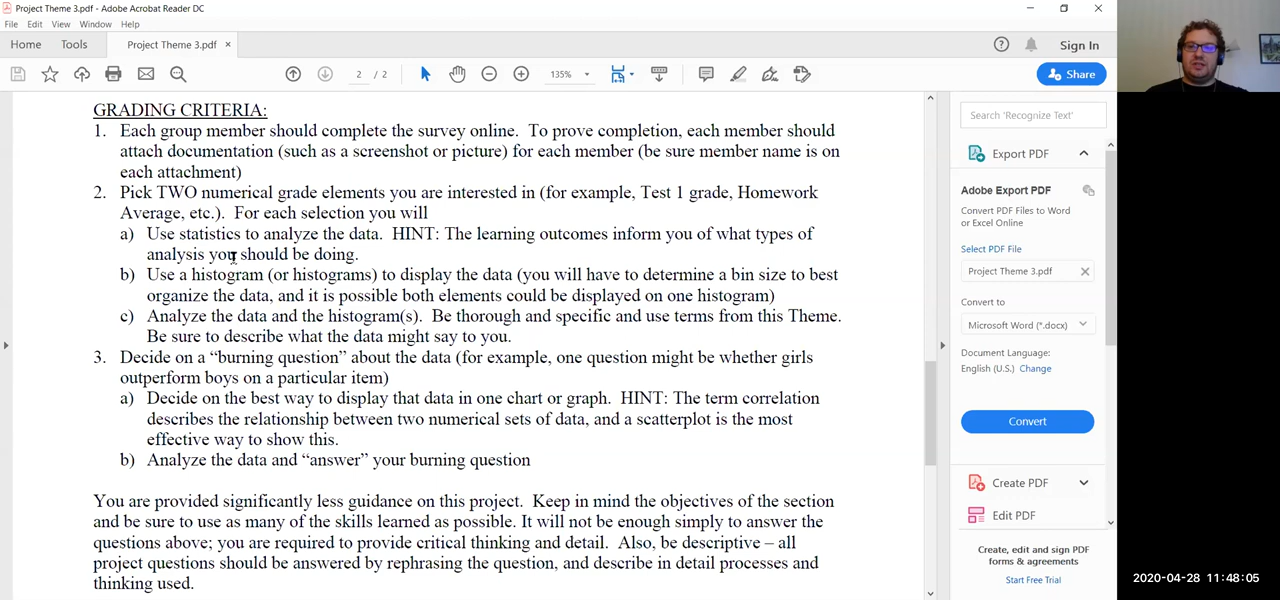 Project Theme 3.pdf - Adobe Acrobat Reader DC
File Edit View Window Help
Home Tools Project Theme 3.pdf × Sign In
2 / 2 135% Share
GRADING CRITERIA:
1. Each group member should complete the survey online. To prove completion, each member should
attach documentation (such as a screenshot or picture) for each member (be sure member name is on
each attachment)
2. Pick TWO numerical grade elements you are interested in (for example, Test 1 grade, Homework
Average, etc.). For each selection you will
a) Use statistics to analyze the data. HINT: The learning outcomes inform you of what types of
analysis you should be doing.
b) Use a histogram (or histograms) to display the data (you will have to determine a bin size to best
organize the data, and it is possible both elements could be displayed on one histogram)
c) Analyze the data and the histogram(s). Be thorough and specific and use terms from this Theme.
Be sure to describe what the data might say to you.
3. Decide on a “burning question” about the data (for example, one question might be whether girls
outperform boys on a particular item)
a) Decide on the best way to display that data in one chart or graph. HINT: The term correlation
describes the relationship between two numerical sets of data, and a scatterplot is the most
effective way to show this.
b) Analyze the data and “answer” your burning question
You are provided significantly less guidance on this project. Keep in mind the objectives of the section
and be sure to use as many of the skills learned as possible. It will not be enough simply to answer the
questions above; you are required to provide critical thinking and detail. Also, be descriptive – all
project questions should be answered by rephrasing the question, and describe in detail processes and
thinking used.
Search 'Recognize Text'
Export PDF
Adobe Export PDF
Convert PDF Files to Word
or Excel Online
Select PDF File
Project Theme 3.pdf
Convert to
Microsoft Word (*.docx)
Document Language:
English (U.S.) Change
Convert
Create PDF
Edit PDF
Create, edit and sign PDF
forms & agreements
Start Free Trial
2020-04-28 11:48:05